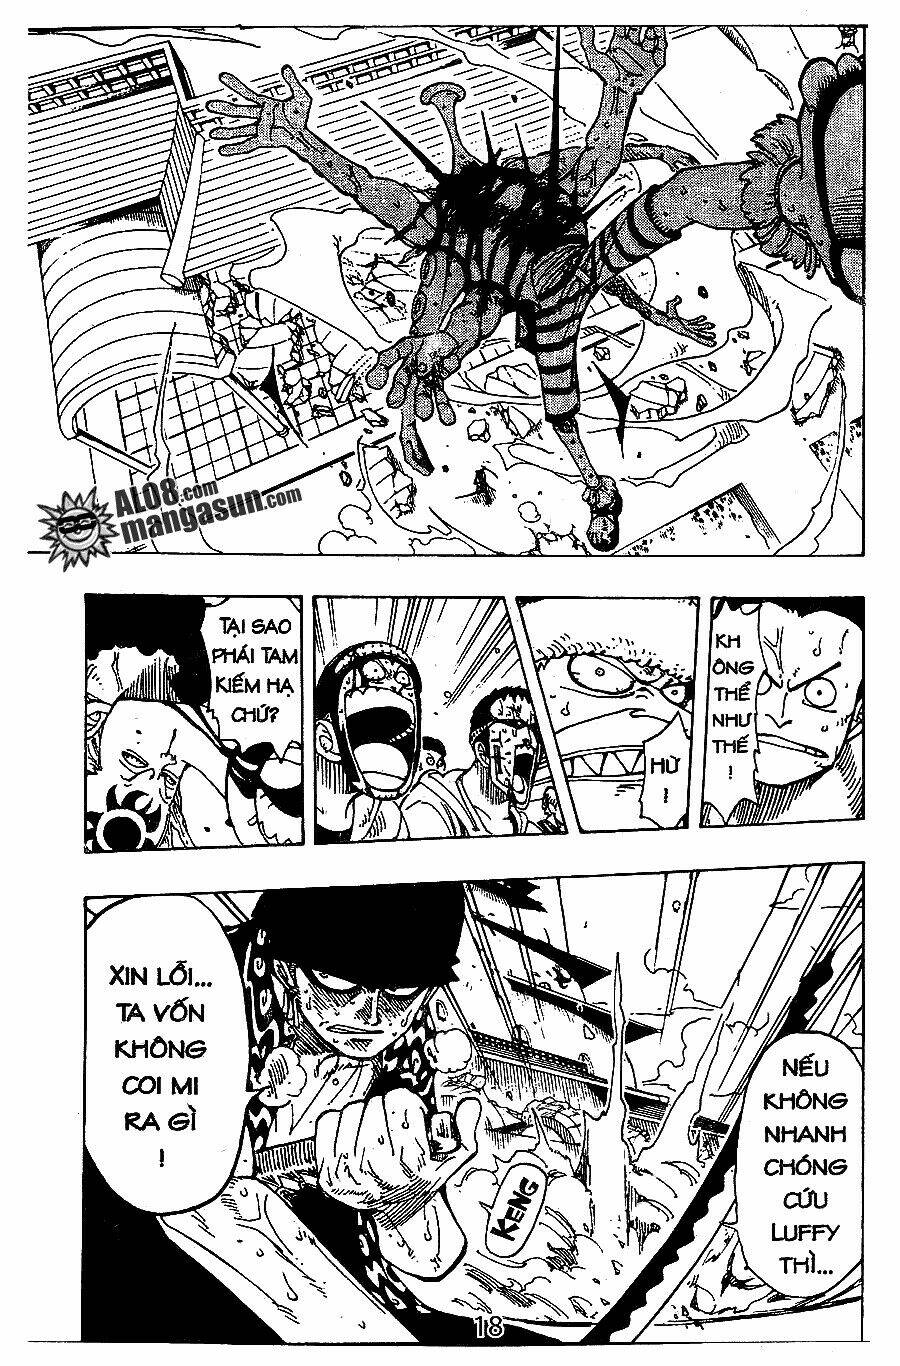 ALO8.com
mangasun.com
TẠI SAO
PHÁI TAM
KIẾM HẠ
CHỨ?
HỪ
!
KH
ÔNG
THỂ
NHƯ
THẾ
!
XIN LỖI...
TA VỐN
KHÔNG
COI MI
RA GÌ
!
KENG
NẾU
KHÔNG
NHANH
CHÓNG
CỨU
LUFFY
THÌ...
18